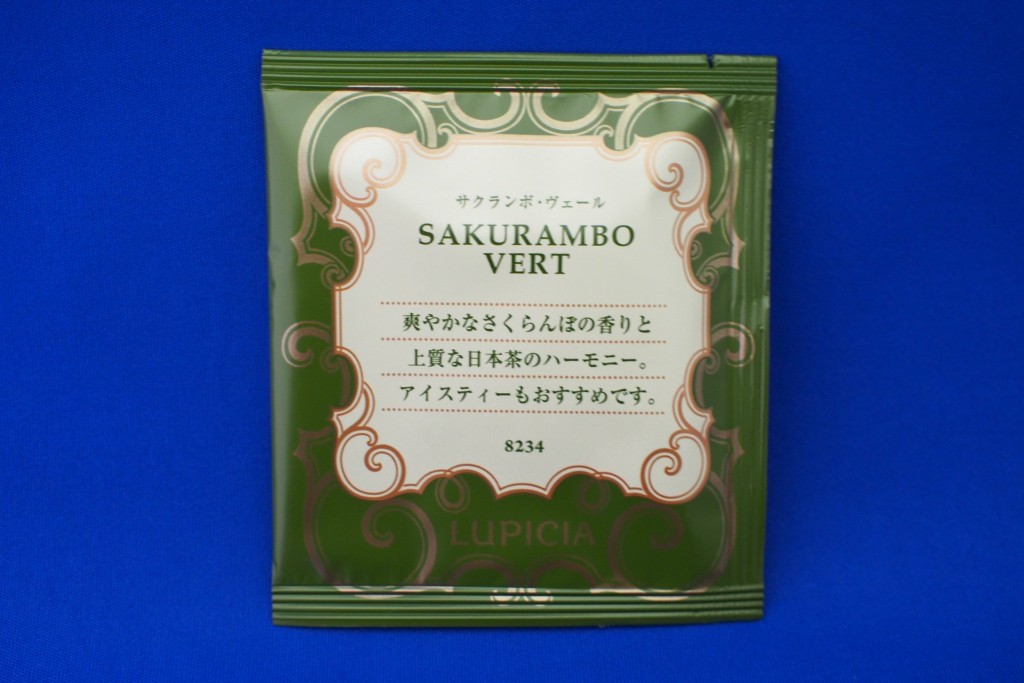 サクランボ・ヴェール
SAKURAMBO
VERT
爽やかなさくらんぼの香りと
上質な日本茶のハーモニー。
アイスティーもおすすめです。
8234
LUPICIA